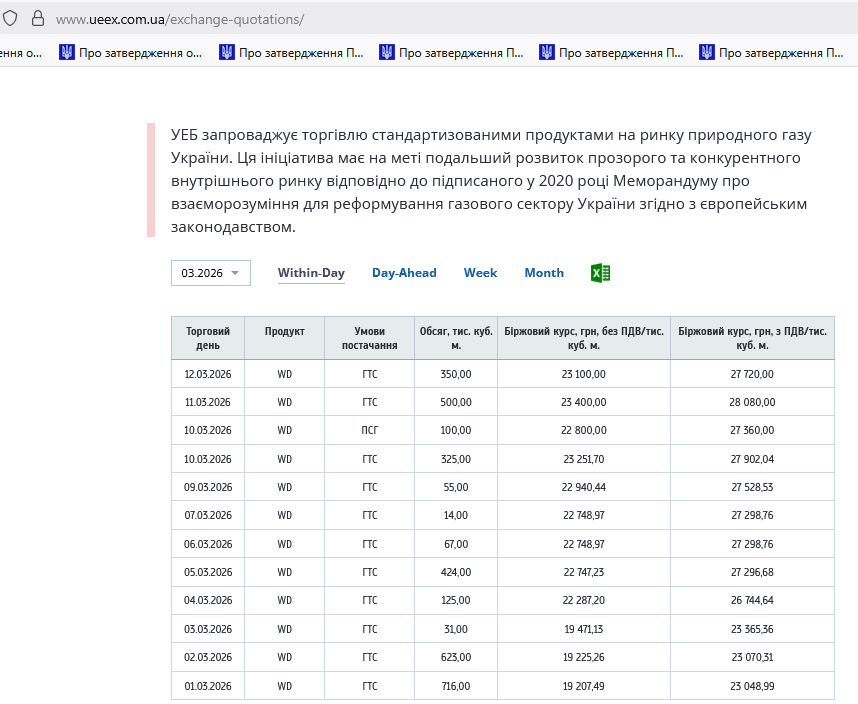 www.ueex.com.ua/exchange-quotations/
ення о... Про затвердження о... Про затвердження П... Про затвердження П... Про затвердження П... Про затвердження П...
УЕБ запроваджує торгівлю стандартизованими продуктами на ринку природного газу
України. Ця ініціатива має на меті подальший розвиток прозорого та конкурентного
внутрішнього ринку відповідно до підписаного у 2020 році Меморандуму про
взаєморозуміння для реформування газового сектору України згідно з європейським
законодавством.
03.2026 Within-Day Day-Ahead Week Month
Торговий день Продукт Умови постачання Обсяг, тис. куб. м. Біржовий курс, грн, без ПДВ/тис. куб. м. Біржовий курс, грн, з ПДВ/тис. куб. м.
12.03.2026 WD ГТС 350,00 23 100,00 27 720,00
11.03.2026 WD ГТС 500,00 23 400,00 28 080,00
10.03.2026 WD ПСГ 100,00 22 800,00 27 360,00
10.03.2026 WD ГТС 325,00 23 251,70 27 902,04
09.03.2026 WD ГТС 55,00 22 940,44 27 528,53
07.03.2026 WD ГТС 14,00 22 748,97 27 298,76
06.03.2026 WD ГТС 67,00 22 748,97 27 298,76
05.03.2026 WD ГТС 424,00 22 747,23 27 296,68
04.03.2026 WD ГТС 125,00 22 287,20 26 744,64
03.03.2026 WD ГТС 31,00 19 471,13 23 365,36
02.03.2026 WD ГТС 623,00 19 225,26 23 070,31
01.03.2026 WD ГТС 716,00 19 207,49 23 048,99